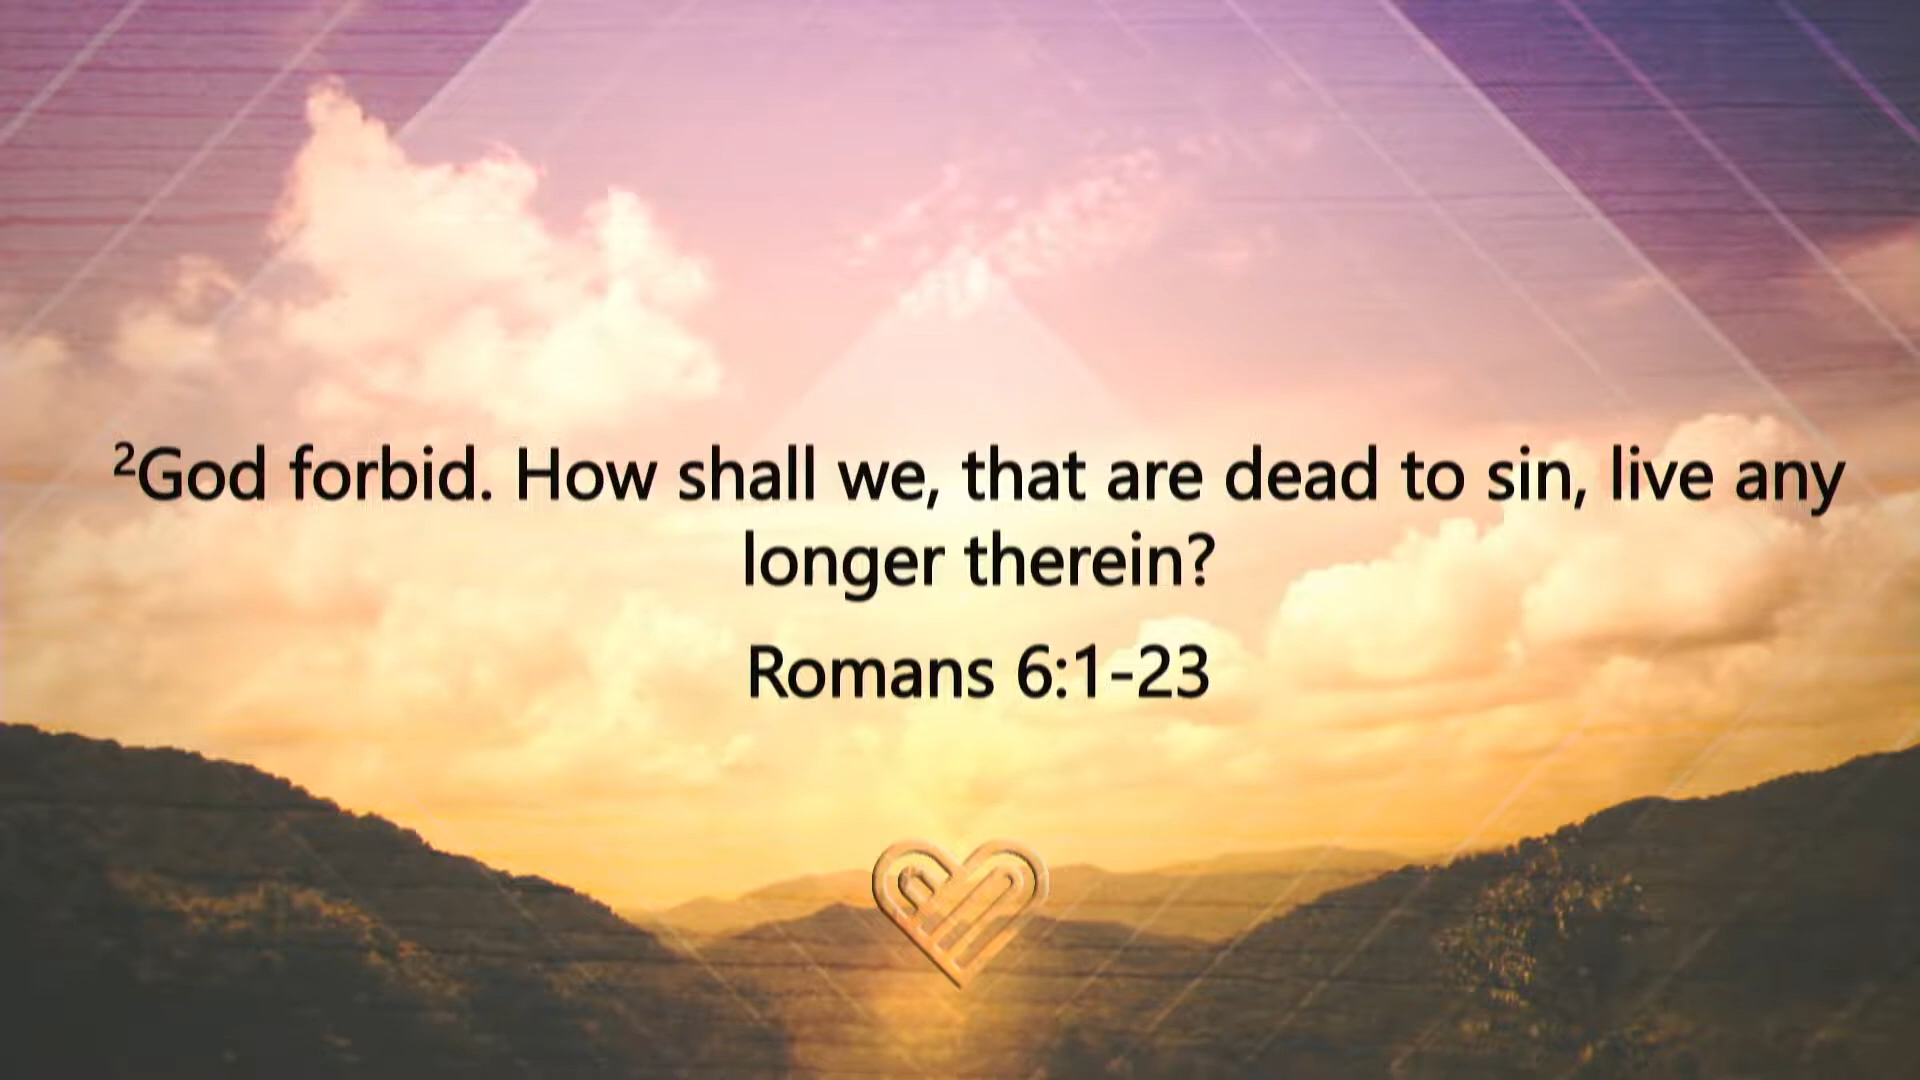 ²God forbid. How shall we, that are dead to sin, live any
longer therein?
Romans 6:1-23